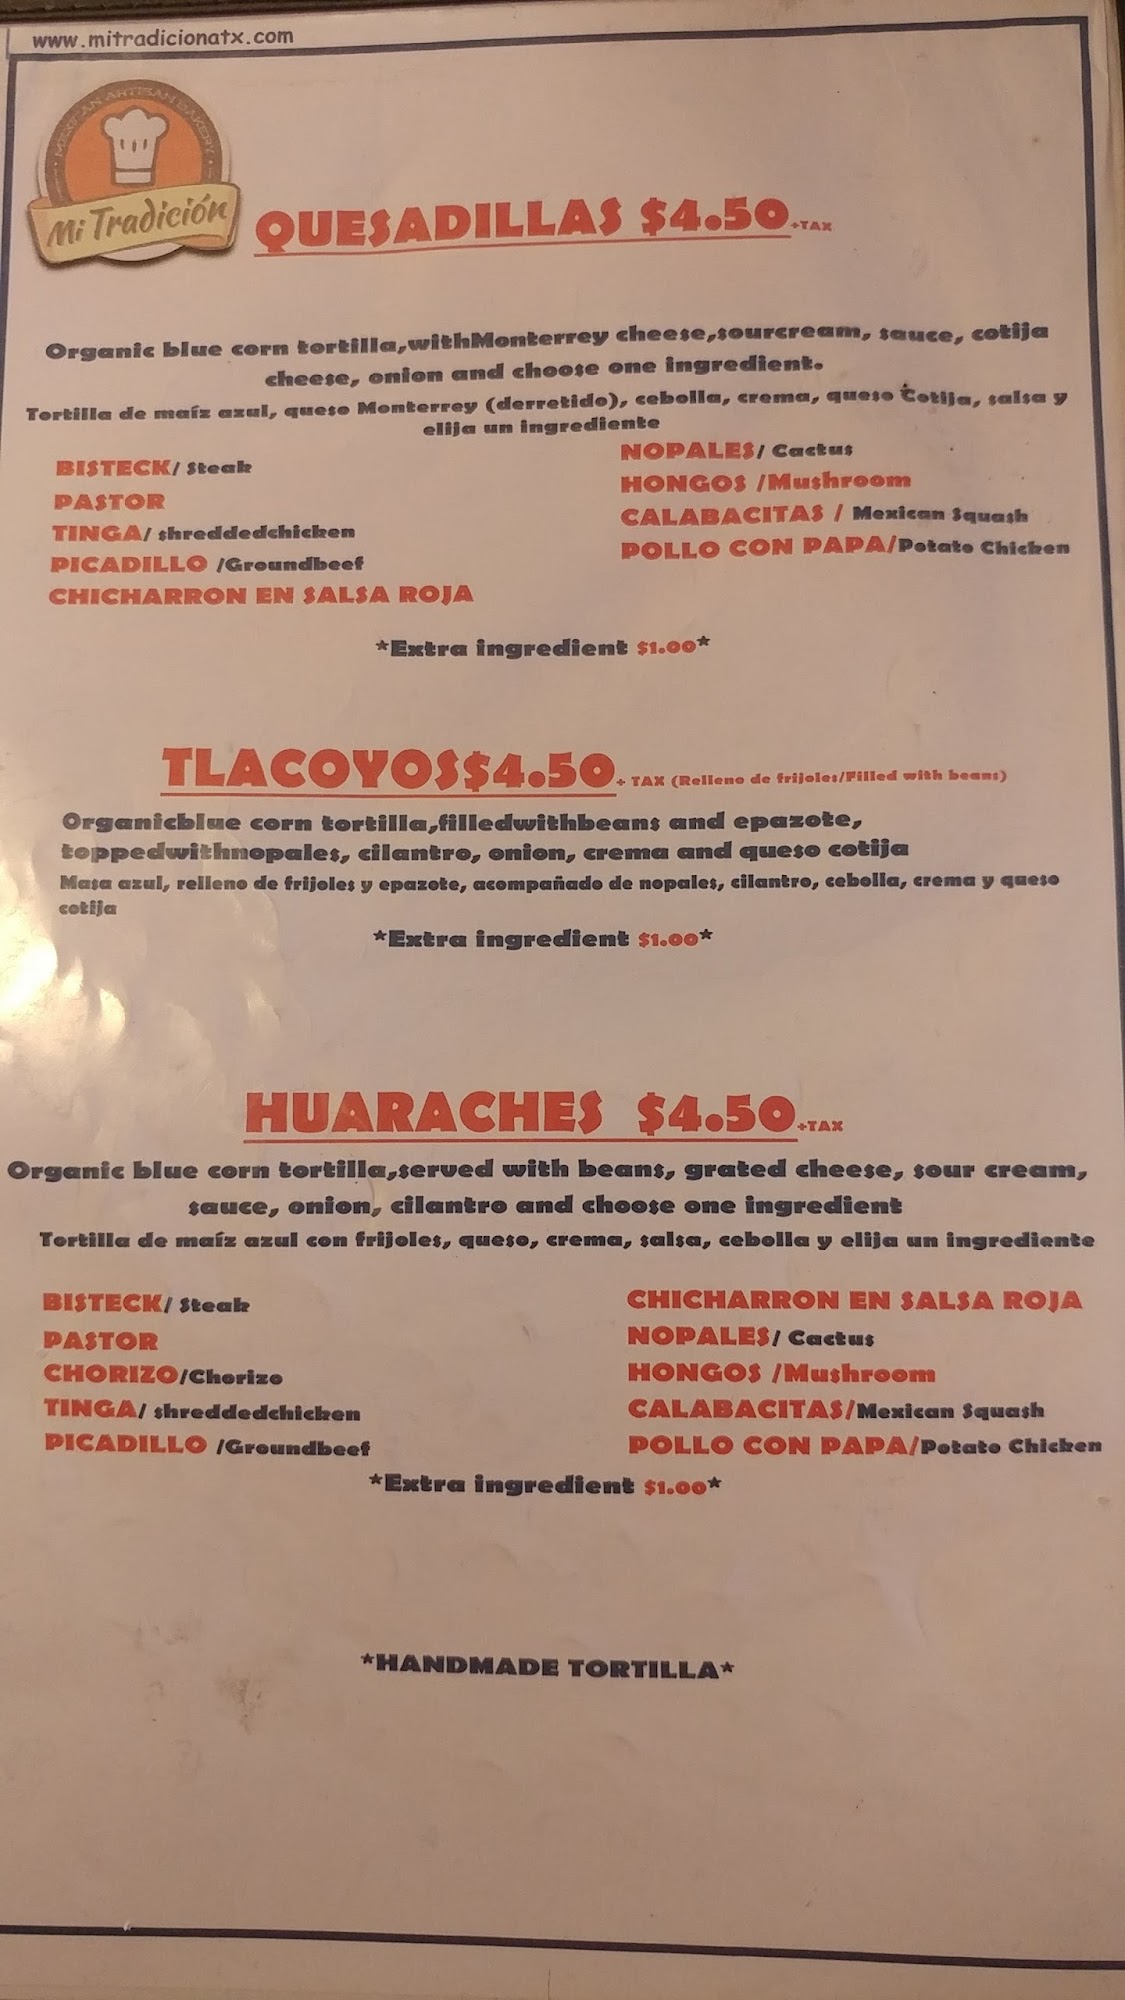 www.mitradicionatx.com
MEXICAN ARTISAN BAKERY
Mi Tradición
QUESADILLAS $4.50+TAX
Organic blue corn tortilla,withMonterrey cheese,sourcream, sauce, cotija
cheese, onion and choose one ingredient.
Tortilla de maíz azul, queso Monterrey (derretido), cebolla, crema, queso Cotija, salsa y
elija un ingrediente
BISTECK/ Steak
PASTOR
TINGA/ shreddedchicken
PICADILLO /Groundbeef
CHICHARRON EN SALSA ROJA
NOPALES/ Cactus
HONGOS /Mushroom
CALABACITAS / Mexican Squash
POLLO CON PAPA/Potato Chicken
*Extra ingredient $1.00*
TLACOYOS$4.50+ TAX (Relleno de frijoles/Filled with beans)
Organicblue corn tortilla,filledwithbeans and epazote,
toppedwithnopales, cilantro, onion, crema and queso cotija
Masa azul, relleno de frijoles y epazote, acompañado de nopales, cilantro, cebolla, crema y queso
cotija
*Extra ingredient $1.00*
HUARACHES $4.50+TAX
Organic blue corn tortilla,served with beans, grated cheese, sour cream,
sauce, onion, cilantro and choose one ingredient
Tortilla de maíz azul con frijoles, queso, crema, salsa, cebolla y elija un ingrediente
BISTECK/ Steak
PASTOR
CHORIZO/Chorizo
TINGA/ shreddedchicken
PICADILLO /Groundbeef
CHICHARRON EN SALSA ROJA
NOPALES/ Cactus
HONGOS /Mushroom
CALABACITAS/Mexican Squash
POLLO CON PAPA/Potato Chicken
*Extra ingredient $1.00*
*HANDMADE TORTILLA*